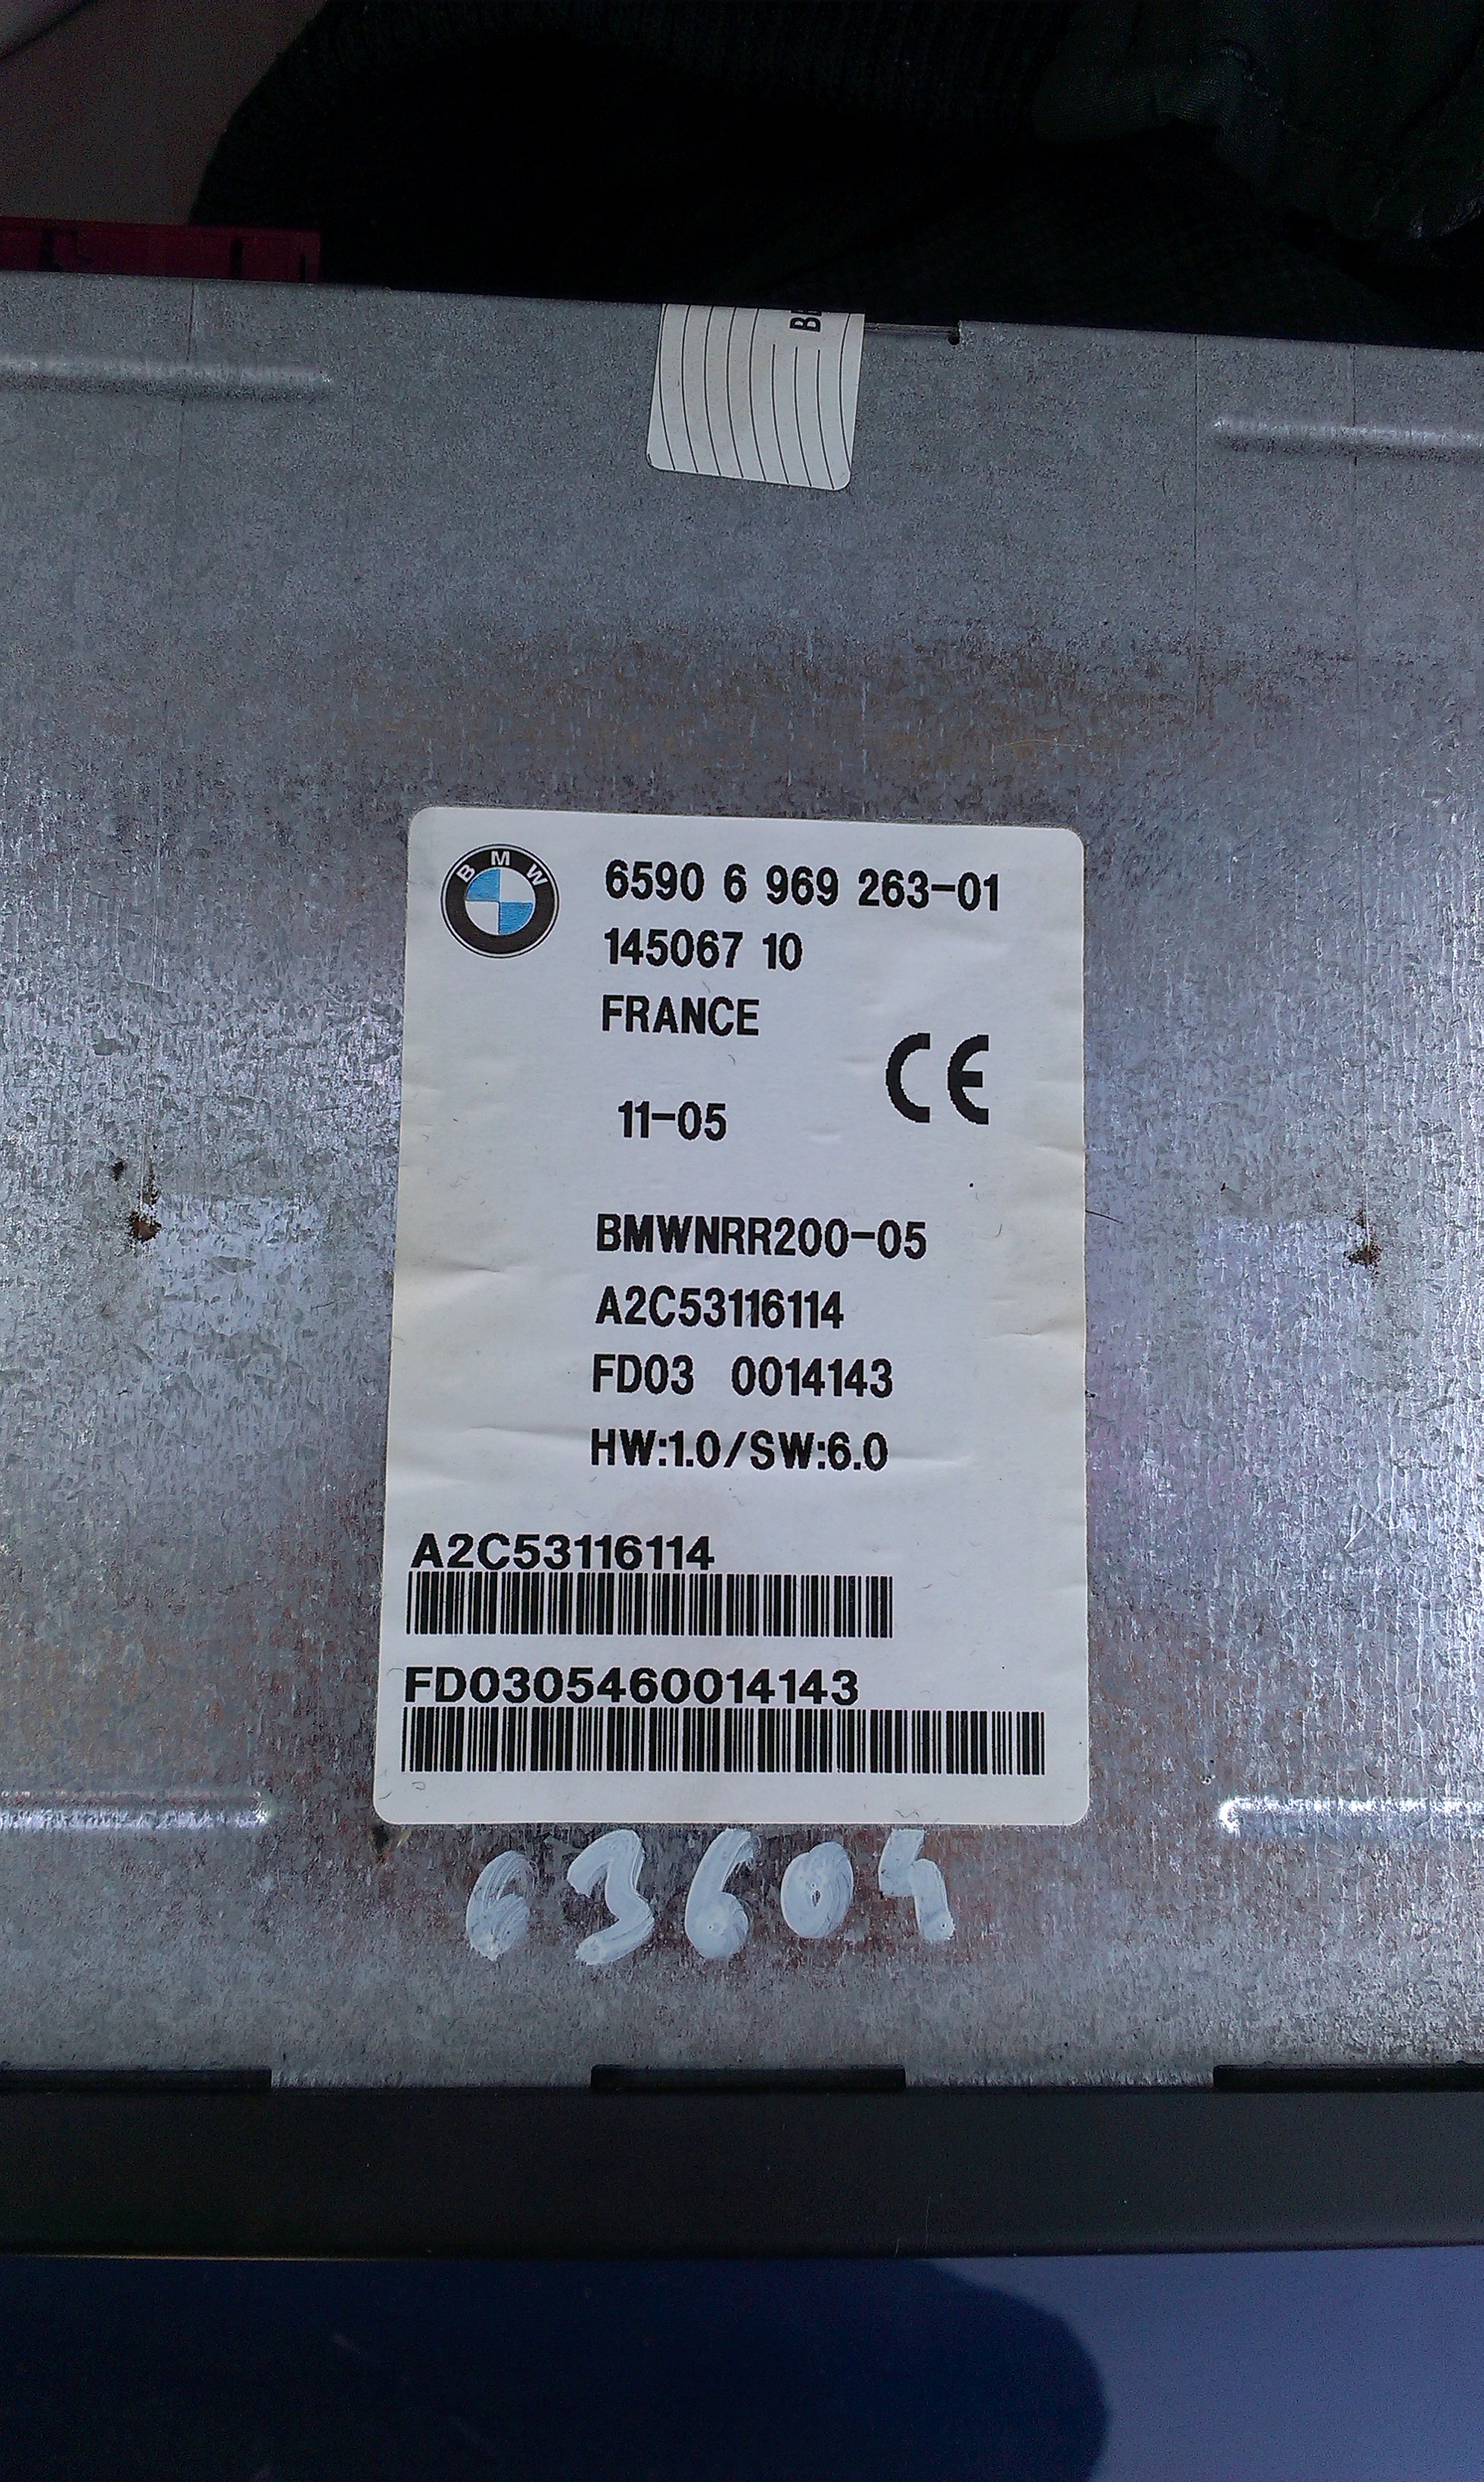 BMW
6590 6 969 263-01
145067 10
FRANCE
CE
11-05
BMWNRR200-05
A2C53116114
FD03 0014143
HW:1.0/SW:6.0
A2C53116114
FD0305460014143
63604